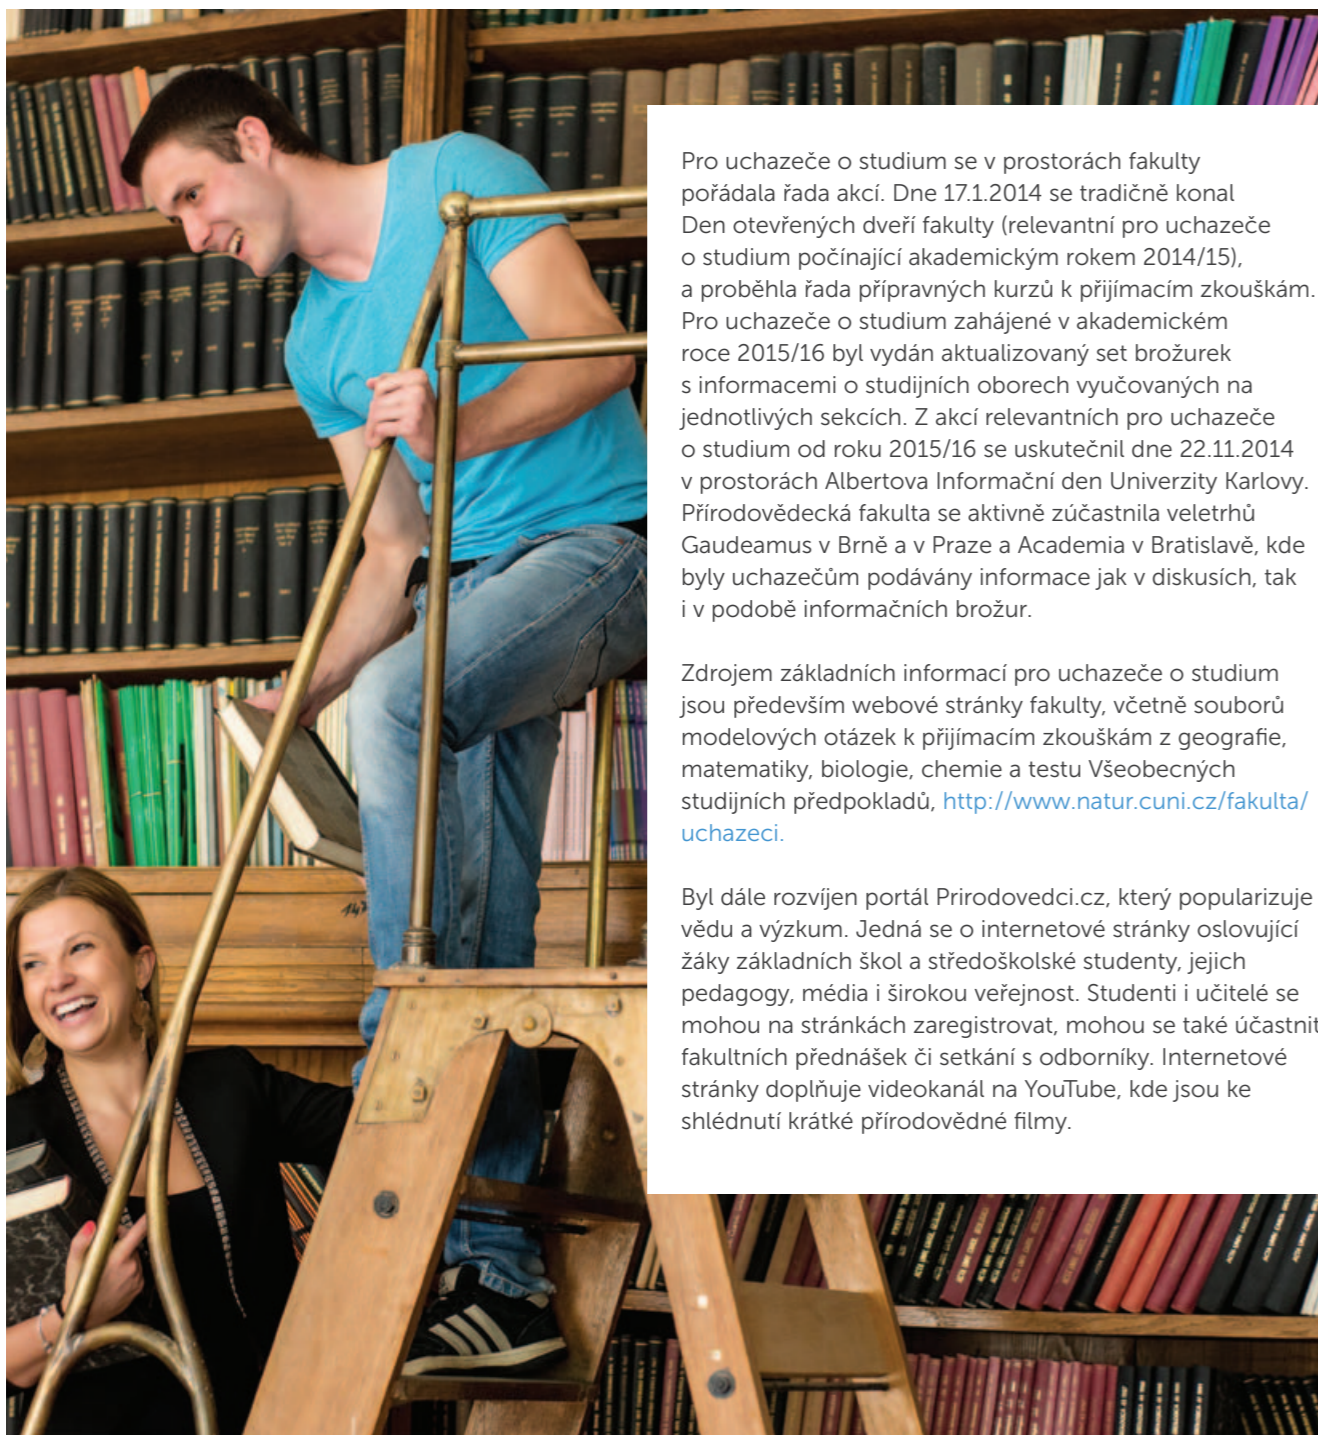 Pro uchazeče o studium se v prostorách fakulty
pořádala řada akcí. Dne 17.1.2014 se tradičně konal
Den otevřených dveří fakulty (relevantní pro uchazeče
o studium počínající akademickým rokem 2014/15),
a proběhla řada přípravných kurzů k přijímacím zkouškám.
Pro uchazeče o studium zahájené v akademickém
roce 2015/16 byl vydán aktualizovaný set brožurek
s informacemi o studijních oborech vyučovaných na
jednotlivých sekcích. Z akcí relevantních pro uchazeče
o studium od roku 2015/16 se uskutečnil dne 22.11.2014
v prostorách Albertova Informační den Univerzity Karlovy.
Přírodovědecká fakulta se aktivně zúčastnila veletrhů
Gaudeamus v Brně a v Praze a Academia v Bratislavě, kde
byly uchazečům podávány informace jak v diskusích, tak
i v podobě informačních brožur.
Zdrojem základních informací pro uchazeče o studium
jsou především webové stránky fakulty, včetně souborů
modelových otázek k přijímacím zkouškám z geografie,
matematiky, biologie, chemie a testu Všeobecných
studijních předpokladů, http://www.natur.cuni.cz/fakulta/
uchazeci.
Byl dále rozvíjen portál Prirodovedci.cz, který popularizuje
vědu a výzkum. Jedná se o internetové stránky oslovující
žáky základních škol a středoškolské studenty, jejich
pedagogy, média i širokou veřejnost. Studenti i učitelé se
mohou na stránkách zaregistrovat, mohou se také účastnit
fakultních přednášek či setkání s odborníky. Internetové
stránky doplňuje videokanál na YouTube, kde jsou ke
shlédnutí krátké přírodovědné filmy.